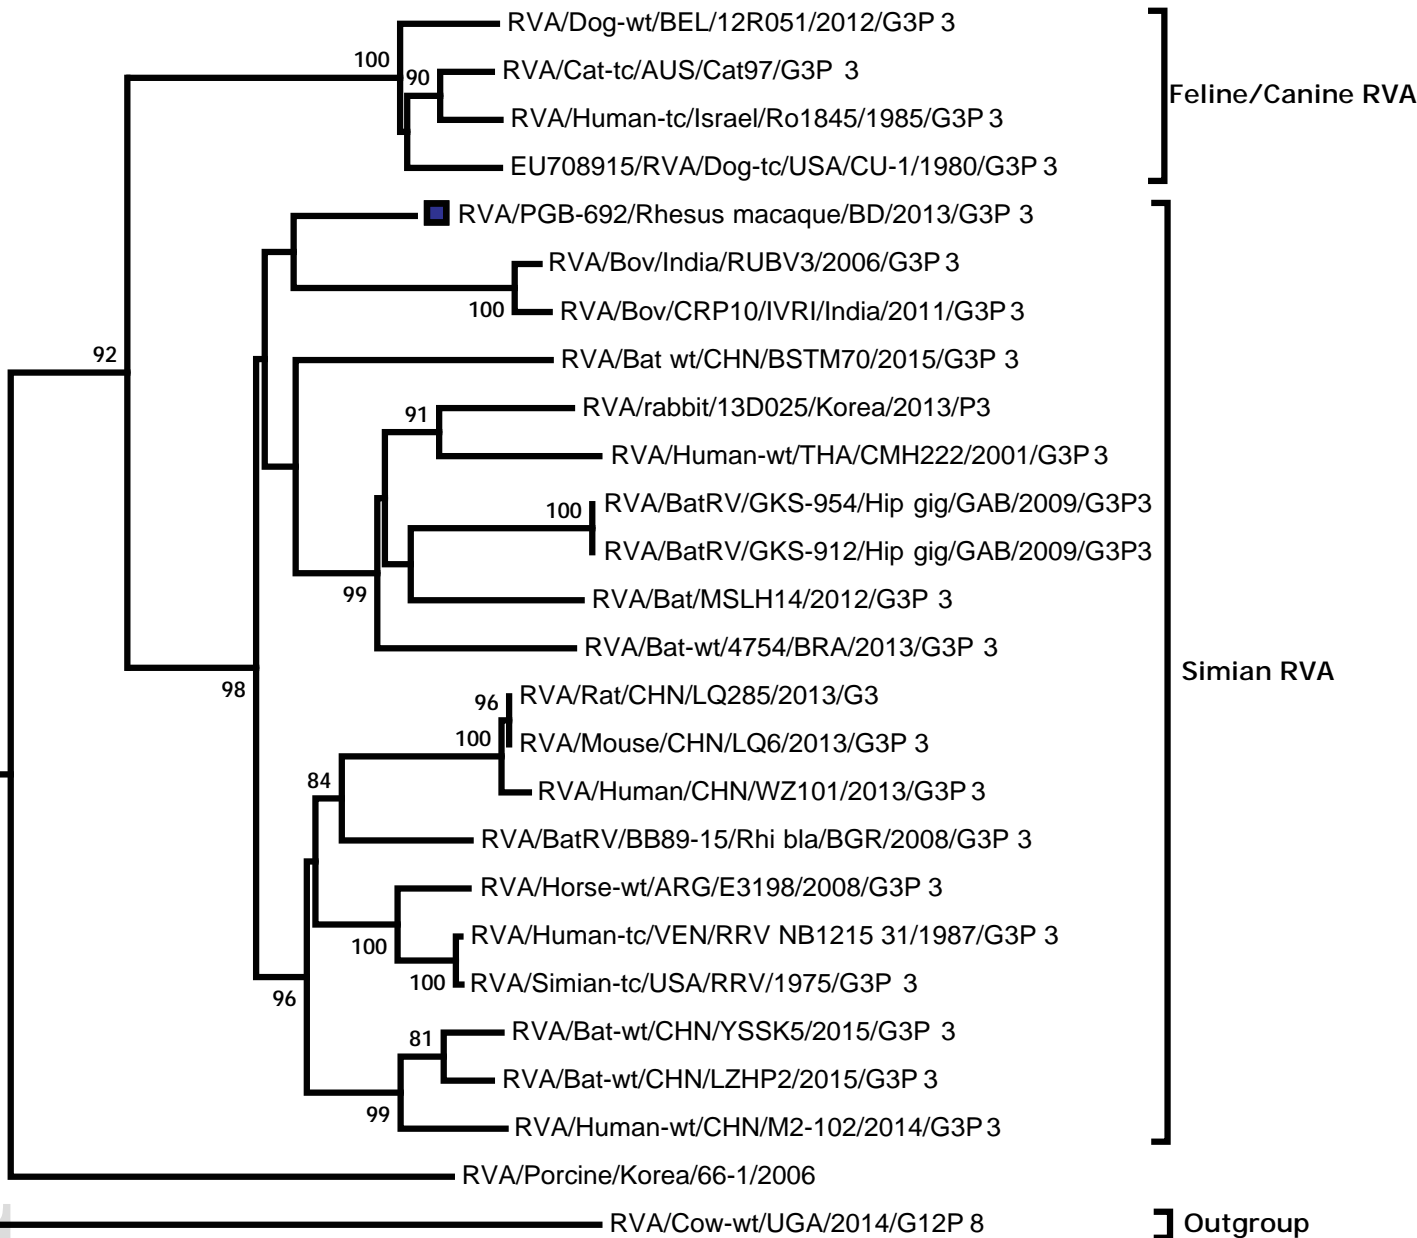 RVA/Dog-wt/BEL/12R051/2012/G3P 3
100
90
RVA/Cat-tc/AUS/Cat97/G3P 3
Feline/Canine RVA
RVA/Human-tc/Israel/Ro1845/1985/G3P 3
EU708915/RVA/Dog-tc/USA/CU-1/1980/G3P 3
RVA/PGB-692/Rhesus macaque/BD/2013/G3P 3
RVA/Bov/India/RUBV3/2006/G3P 3
100
RVA/Bov/CRP10/IVRI/India/2011/G3P 3
92
RVA/Bat wt/CHN/BSTM70/2015/G3P 3
91
RVA/rabbit/13D025/Korea/2013/P3
RVA/Human-wt/THA/CMH222/2001/G3P 3
100
RVA/BatRV/GKS-954/Hip gig/GAB/2009/G3P3
RVA/BatRV/GKS-912/Hip gig/GAB/2009/G3P3
99
RVA/Bat/MSLH14/2012/G3P 3
RVA/Bat-wt/4754/BRA/2013/G3P 3
Simian RVA
98
96
RVA/Rat/CHN/LQ285/2013/G3
100
RVA/Mouse/CHN/LQ6/2013/G3P 3
84
RVA/Human/CHN/WZ101/2013/G3P 3
RVA/BatRV/BB89-15/Rhi bla/BGR/2008/G3P 3
RVA/Horse-wt/ARG/E3198/2008/G3P 3
100
RVA/Human-tc/VEN/RRV NB1215 31/1987/G3P 3
100
RVA/Simian-tc/USA/RRV/1975/G3P 3
96
81
RVA/Bat-wt/CHN/YSSK5/2015/G3P 3
RVA/Bat-wt/CHN/LZHP2/2015/G3P 3
99
RVA/Human-wt/CHN/M2-102/2014/G3P 3
RVA/Porcine/Korea/66-1/2006
RVA/Cow-wt/UGA/2014/G12P 8
Outgroup